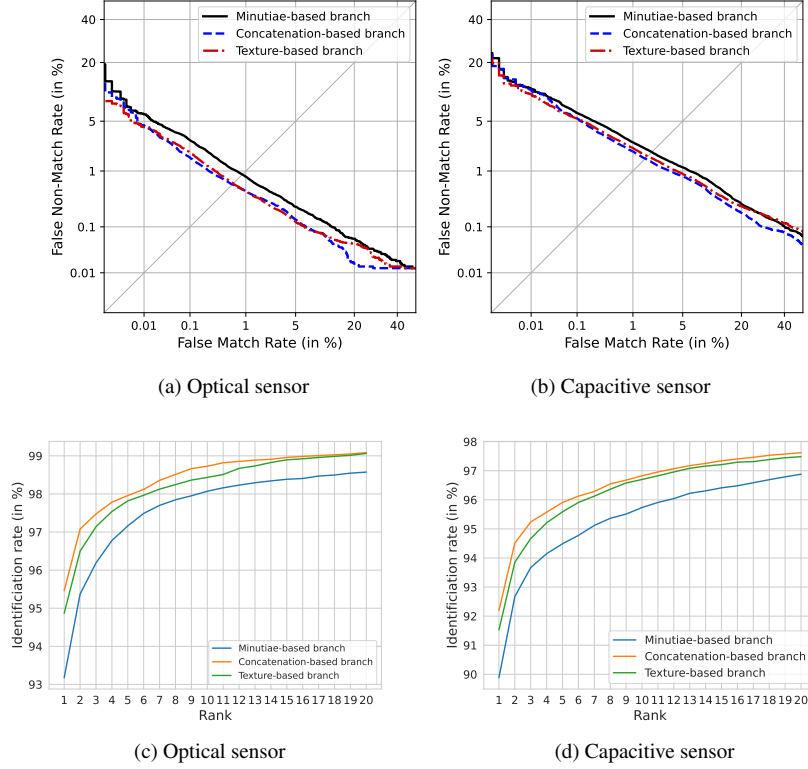 40
20
5
1
0.1
0.01
False Non-Match Rate (in %)
Minutiae-based branch
Concatenation-based branch
Texture-based branch
0.01 0.1 1 5 20 40
False Match Rate (in %)
(a) Optical sensor
40
20
5
1
0.1
0.01
False Non-Match Rate (in %)
Minutiae-based branch
Concatenation-based branch
Texture-based branch
0.01 0.1 1 5 20 40
False Match Rate (in %)
(b) Capacitive sensor
99
98
97
96
95
94
93
Identificiation rate (in %)
Minutiae-based branch
Concatenation-based branch
Texture-based branch
1 2 3 4 5 6 7 8 9 10 11 12 13 14 15 16 17 18 19 20
Rank
(c) Optical sensor
98
97
96
95
94
93
92
91
90
Identificiation rate (in %)
Minutiae-based branch
Concatenation-based branch
Texture-based branch
1 2 3 4 5 6 7 8 9 10 11 12 13 14 15 16 17 18 19 20
Rank
(d) Capacitive sensor